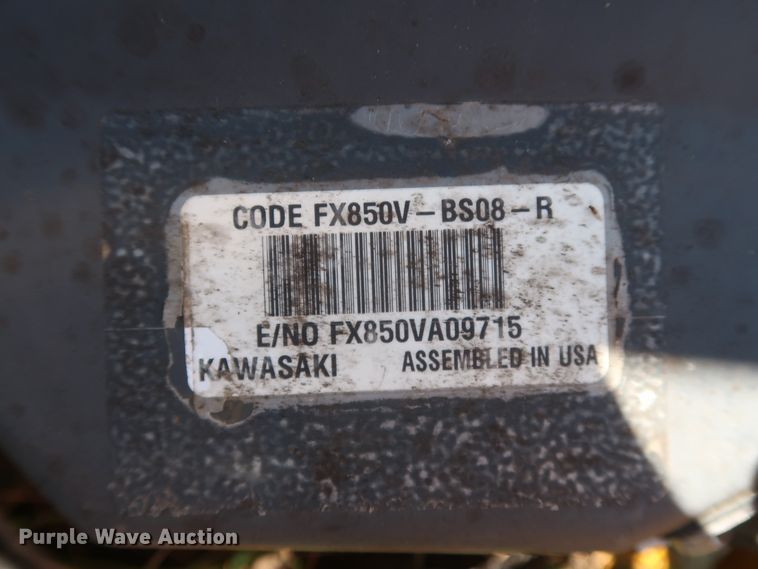 CODE FX850V-BS08-R
E/NO FX850VA09715
KAWASAKI ASSEMBLED IN USA
Purple Wave Auction